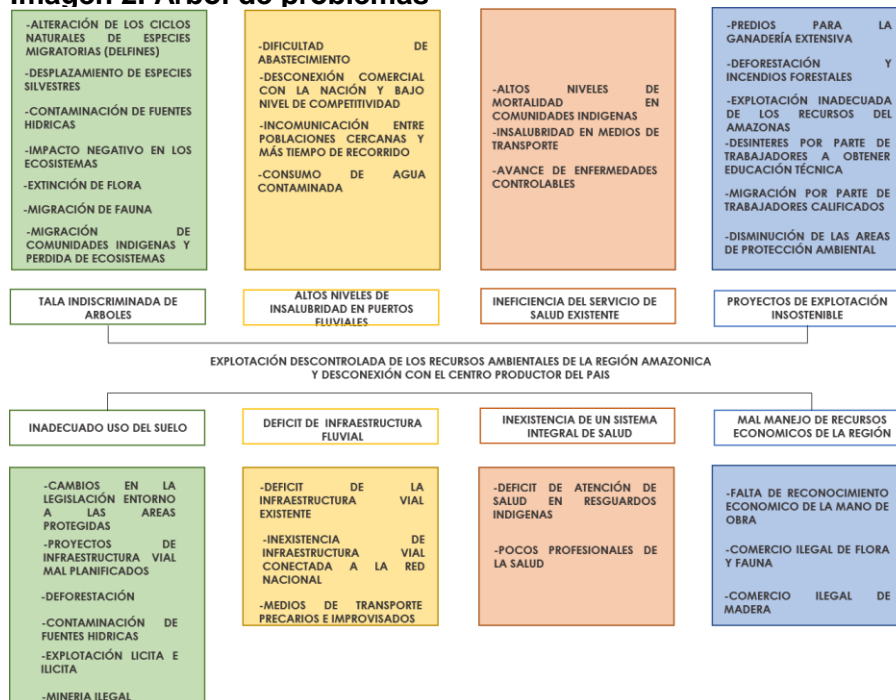 Imagen 2. Árbol de problemas
-ALTERACIÓN DE LOS CICLOS
NATURALES DE ESPECIES
MIGRATORIAS (DELFINES)
-DESPLAZAMIENTO DE ESPECIES
SILVESTRES
-CONTAMINACIÓN DE FUENTES
HIDRICAS
-IMPACTO NEGATIVO EN LOS
ECOSISTEMAS
-EXTINCIÓN DE FLORA
-MIGRACIÓN DE FAUNA
-MIGRACIÓN DE
COMUNIDADES INDIGENAS Y
PERDIDA DE ECOSISTEMAS
-DIFICULTAD DE
ABASTECIMIENTO
-DESCONEXIÓN COMERCIAL
CON LA NACIÓN Y BAJO
NIVEL DE COMPETITIVIDAD
-INCOMUNICACIÓN ENTRE
POBLACIONES CERCANAS Y
MÁS TIEMPO DE RECORRIDO
-CONSUMO DE AGUA
CONTAMINADA
-ALTOS NIVELES DE
MORTALIDAD EN
COMUNIDADES INDIGENAS
-INSALUBRIDAD EN MEDIOS DE
TRANSPORTE
-AVANCE DE ENFERMEDADES
CONTROLABLES
-PREDIOS PARA LA
GANADERÍA EXTENSIVA
-DEFORESTACIÓN Y
INCENDIOS FORESTALES
-EXPLOTACIÓN INADECUADA
DE LOS RECURSOS DEL
AMAZONAS
-DESINTERES POR PARTE DE
TRABAJADORES A OBTENER
EDUCACIÓN TÉCNICA
-MIGRACIÓN POR PARTE DE
TRABAJADORES CALIFICADOS
-DISMINUCIÓN DE LAS AREAS
DE PROTECCIÓN AMBIENTAL
TALA INDISCRIMINADA DE
ARBOLES
ALTOS NIVELES DE
INSALUBRIDAD EN PUERTOS
FLUVIALES
INEFICIENCIA DEL SERVICIO DE
SALUD EXISTENTE
PROYECTOS DE EXPLOTACIÓN
INSOSTENIBLE
EXPLOTACIÓN DESCONTROLADA DE LOS RECURSOS AMBIENTALES DE LA REGIÓN AMAZONICA
Y DESCONEXIÓN CON EL CENTRO PRODUCTOR DEL PAIS
INADECUADO USO DEL SUELO
DEFICIT DE INFRAESTRUCTURA
FLUVIAL
INEXISTENCIA DE UN SISTEMA
INTEGRAL DE SALUD
MAL MANEJO DE RECURSOS
ECONOMICOS DE LA REGIÓN
-CAMBIOS EN LA
LEGISLACIÓN ENTORNO
A LAS AREAS
PROTEGIDAS
-PROYECTOS DE
INFRAESTRUCTURA VIAL
MAL PLANIFICADOS
-DEFORESTACIÓN
-CONTAMINACIÓN DE
FUENTES HIDRICAS
-EXPLOTACIÓN LICITA E
ILICITA
-MINERIA ILEGAL
-DEFICIT DE LA
INFRAESTRUCTURA VIAL
EXISTENTE
-INEXISTENCIA DE
INFRAESTRUCTURA VIAL
CONECTADA A LA RED
NACIONAL
-MEDIOS DE TRANSPORTE
PRECARIOS E IMPROVISADOS
-DEFICIT DE ATENCIÓN DE
SALUD EN RESGUARDOS
INDIGENAS
-POCOS PROFESIONALES DE
LA SALUD
-FALTA DE RECONOCIMIENTO
ECONOMICO DE LA MANO DE
OBRA
-COMERCIO ILEGAL DE FLORA
Y FAUNA
-COMERCIO ILEGAL DE
MADERA